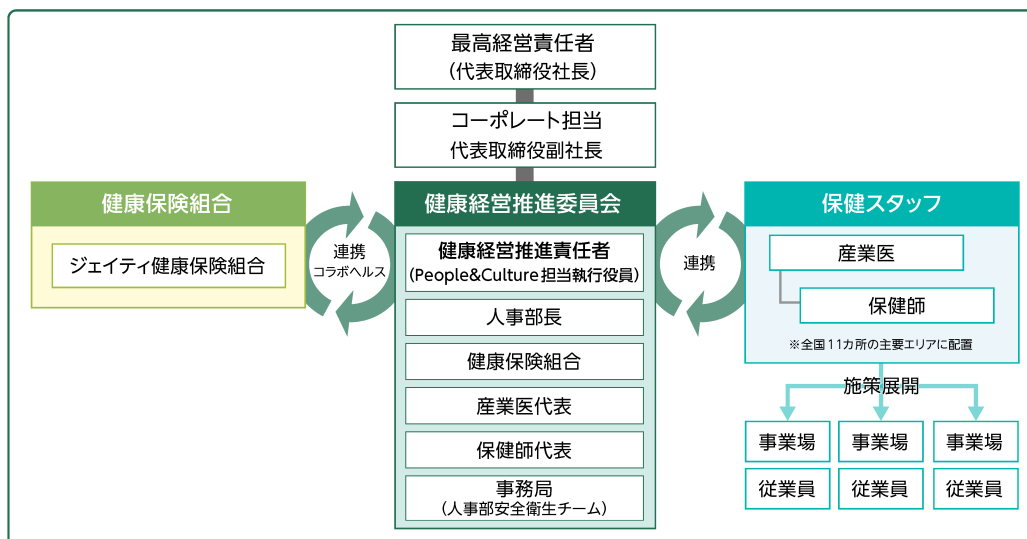 最高経営責任者
（代表取締役社長）
コーポレート担当
代表取締役副社長
健康保険組合
ジェイティ健康保険組合
連携
コラボヘルス
健康経営推進委員会
健康経営推進責任者
（People&Culture 担当執行役員）
人事部長
健康保険組合
産業医代表
保健師代表
事務局
（人事部安全衛生チーム）
連携
保健スタッフ
産業医
保健師
※全国11カ所の主要エリアに配置
施策展開
事業場
事業場
事業場
従業員
従業員
従業員